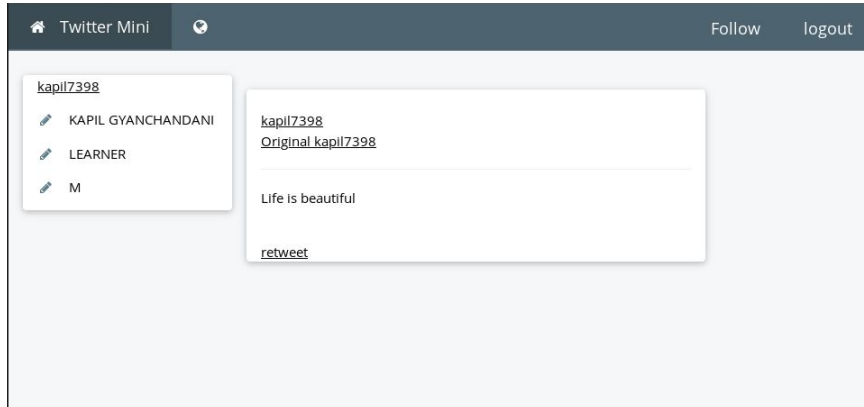 Twitter Mini
Follow
logout
kapil7398
KAPIL GYANCHANDANI
LEARNER
M
kapil7398
Original kapil7398
Life is beautiful
retweet